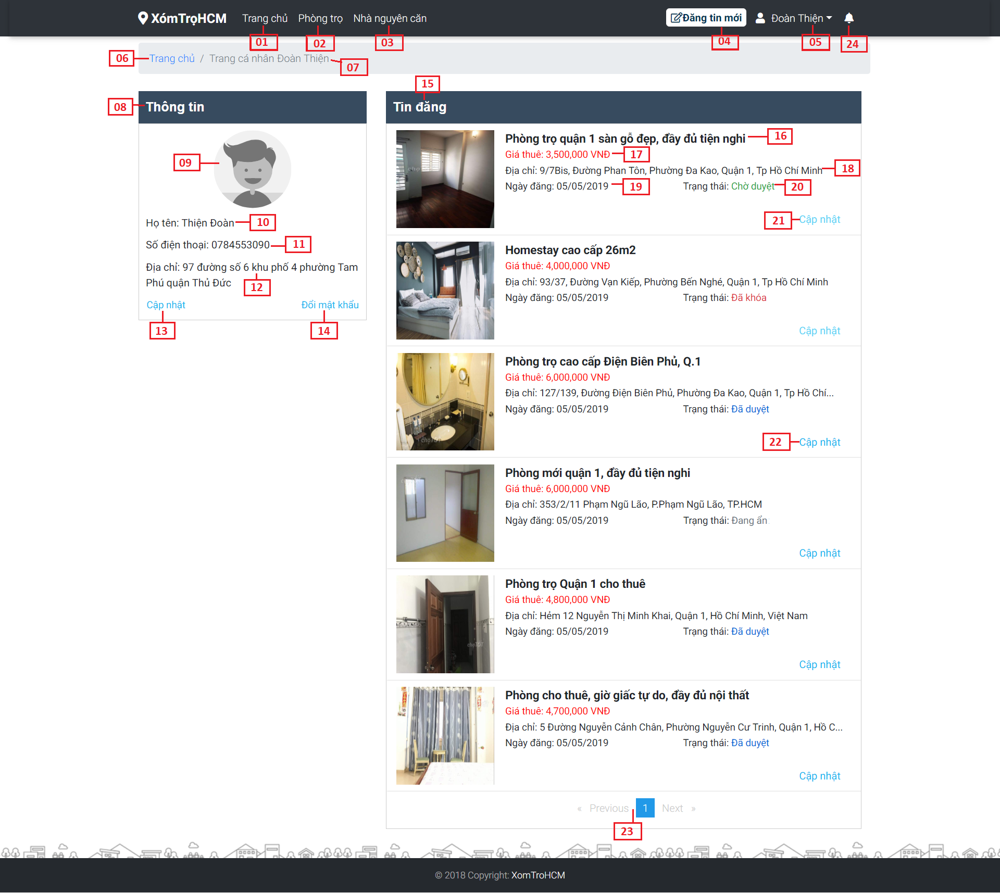 XómTrọHCM Trang chủ Phòng trọ Nhà nguyên căn Đăng tin mới Đoàn Thiện
01 02 03 04 05 24
06 Trang chủ / Trang cá nhân Đoàn Thiện 07
08 Thông tin
09
Họ tên: Thiện Đoàn 10
Số điện thoại: 0784553090 11
Địa chỉ: 97 đường số 6 khu phố 4 phường Tam
Phú quận Thủ Đức 12
Cập nhật Đổi mật khẩu
13 14
15
Tin đăng
Phòng trọ quận 1 sàn gỗ đẹp, đầy đủ tiện nghi 16
Giá thuê: 3,500,000 VNĐ 17
Địa chỉ: 9/7Bis, Đường Phan Tôn, Phường Đa Kao, Quận 1, Tp Hồ Chí Minh 18
Ngày đăng: 05/05/2019 19 Trạng thái: Chờ duyệt 20
21 Cập nhật
Homestay cao cấp 26m2
Giá thuê: 4,000,000 VNĐ
Địa chỉ: 93/37, Đường Vạn Kiếp, Phường Bến Nghé, Quận 1, Tp Hồ Chí Minh
Ngày đăng: 05/05/2019 Trạng thái: Đã khóa
Cập nhật
Phòng trọ cao cấp Điện Biên Phủ, Q.1
Giá thuê: 6,000,000 VNĐ
Địa chỉ: 127/139, Đường Điện Biên Phủ, Phường Đa Kao, Quận 1, Tp Hồ Chí...
Ngày đăng: 05/05/2019 Trạng thái: Đã duyệt
chợTỐT
22 Cập nhật
Phòng mới quận 1, đầy đủ tiện nghi
Giá thuê: 6,000,000 VNĐ
Địa chỉ: 353/2/11 Phạm Ngũ Lão, P.Phạm Ngũ Lão, TP.HCM
Ngày đăng: 05/05/2019 Trạng thái: Đang ẩn
Cập nhật
Phòng trọ Quận 1 cho thuê
Giá thuê: 4,800,000 VNĐ
Địa chỉ: Hẻm 12 Nguyễn Thị Minh Khai, Quận 1, Hồ Chí Minh, Việt Nam
Ngày đăng: 05/05/2019 Trạng thái: Đã duyệt
chợTỐT
Cập nhật
Phòng cho thuê, giờ giấc tự do, đầy đủ nội thất
Giá thuê: 4,700,000 VNĐ
Địa chỉ: 5 Đường Nguyễn Cảnh Chân, Phường Nguyễn Cư Trinh, Quận 1, Hồ C...
Ngày đăng: 05/05/2019 Trạng thái: Đã duyệt
Cập nhật
« Previous 1 Next »
23
© 2018 Copyright: XomTroHCM